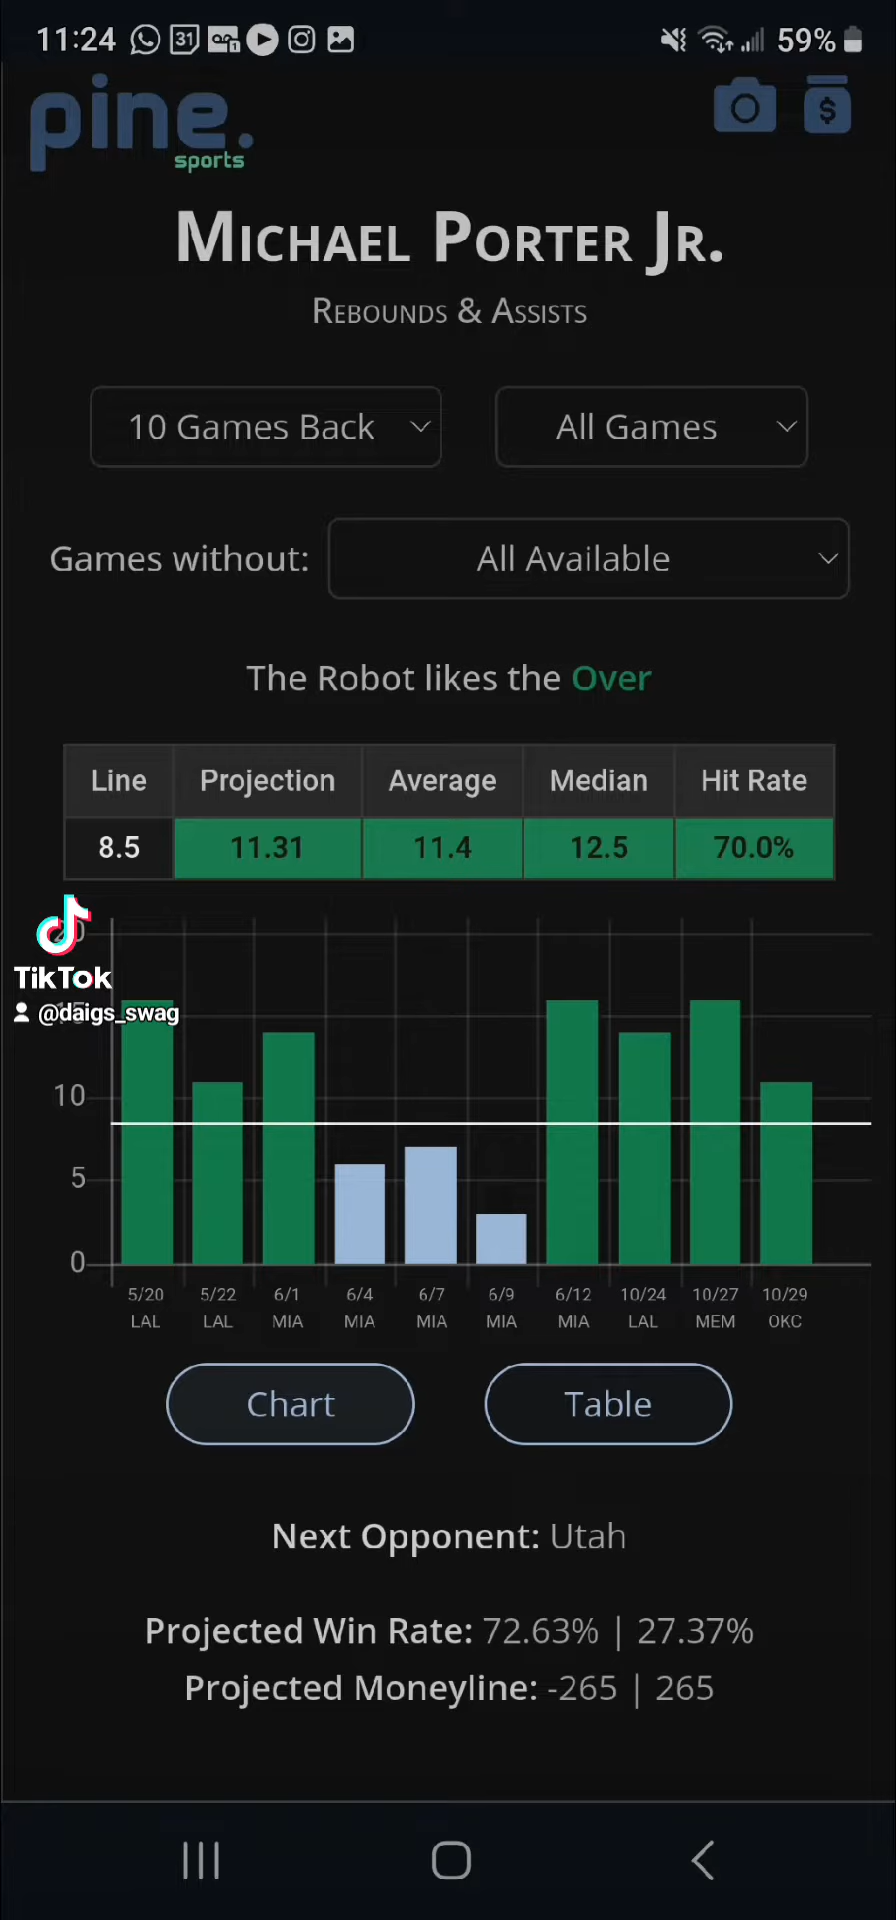 11:24 31 59%
pine.
sports
Michael Porter Jr.
Rebounds & Assists
10 Games Back All Games
Games without: All Available
The Robot likes the Over
Line Projection Average Median Hit Rate
8.5 11.31 11.4 12.5 70.0%
20
TikTok
15
@daigs_swag
10
5
0
5/20 5/22 6/1 6/4 6/7 6/9 6/12 10/24 10/27 10/29
LAL LAL MIA MIA MIA MIA MIA LAL MEM OKC
Chart Table
Next Opponent: Utah
Projected Win Rate: 72.63% | 27.37%
Projected Moneyline: -265 | 265